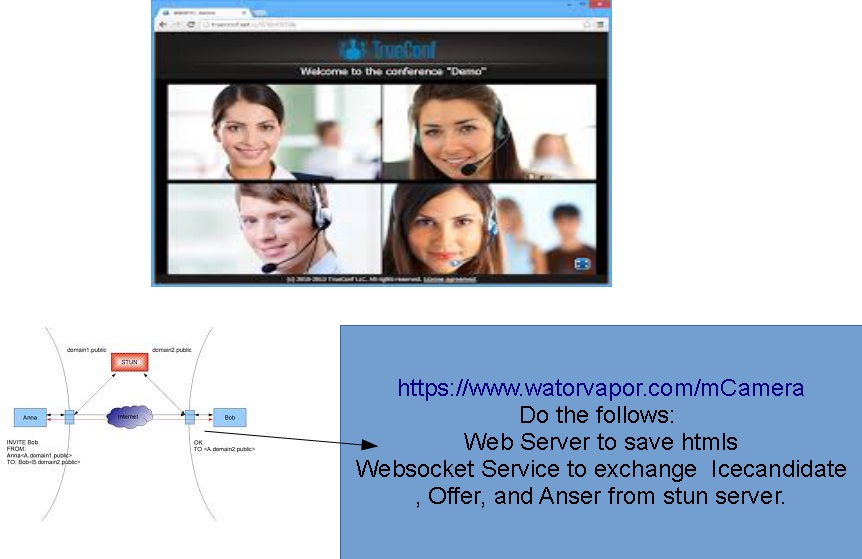 TrueConf
Welcome to the conference "Demo"
(c) 2010-2013 TrueConf LLC. All rights reserved. License agreement
domain1.public
domain2.public
STUN
Anna
Internet
Bob
INVITE Bob
FROM:
Anna<A.domain1.public>
TO: Bob<B.domain2.public>
OK
TO <A.domain2.public>
https://www.watorvapor.com/mCamera
Do the follows:
Web Server to save htmls
Websocket Service to exchange Icecandidate
, Offer, and Anser from stun server.